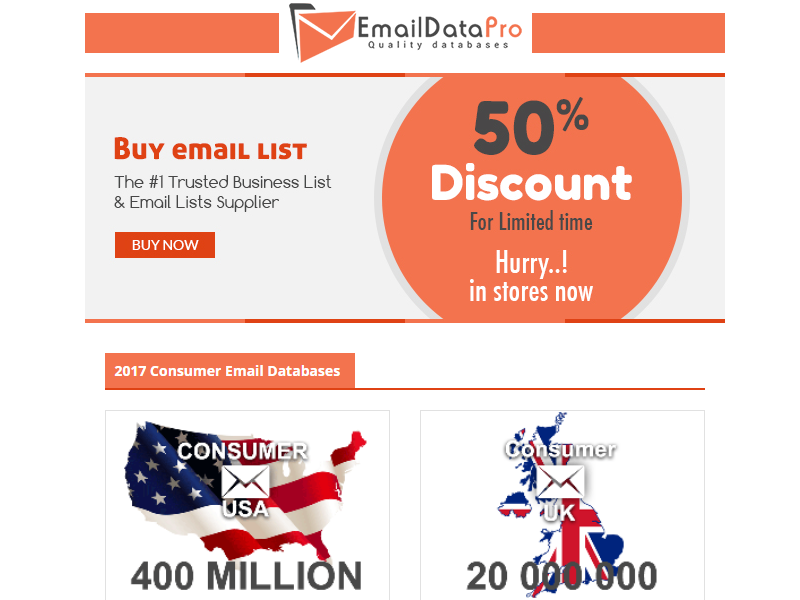 EmailDataPro
Quality databases
Buy email list
The #1 Trusted Business List
& Email Lists Supplier
BUY NOW
50%
Discount
For Limited time
Hurry..!
in stores now
2017 Consumer Email Databases
CONSUMER
USA
400 MILLION
Consumer
UK
20 000 000